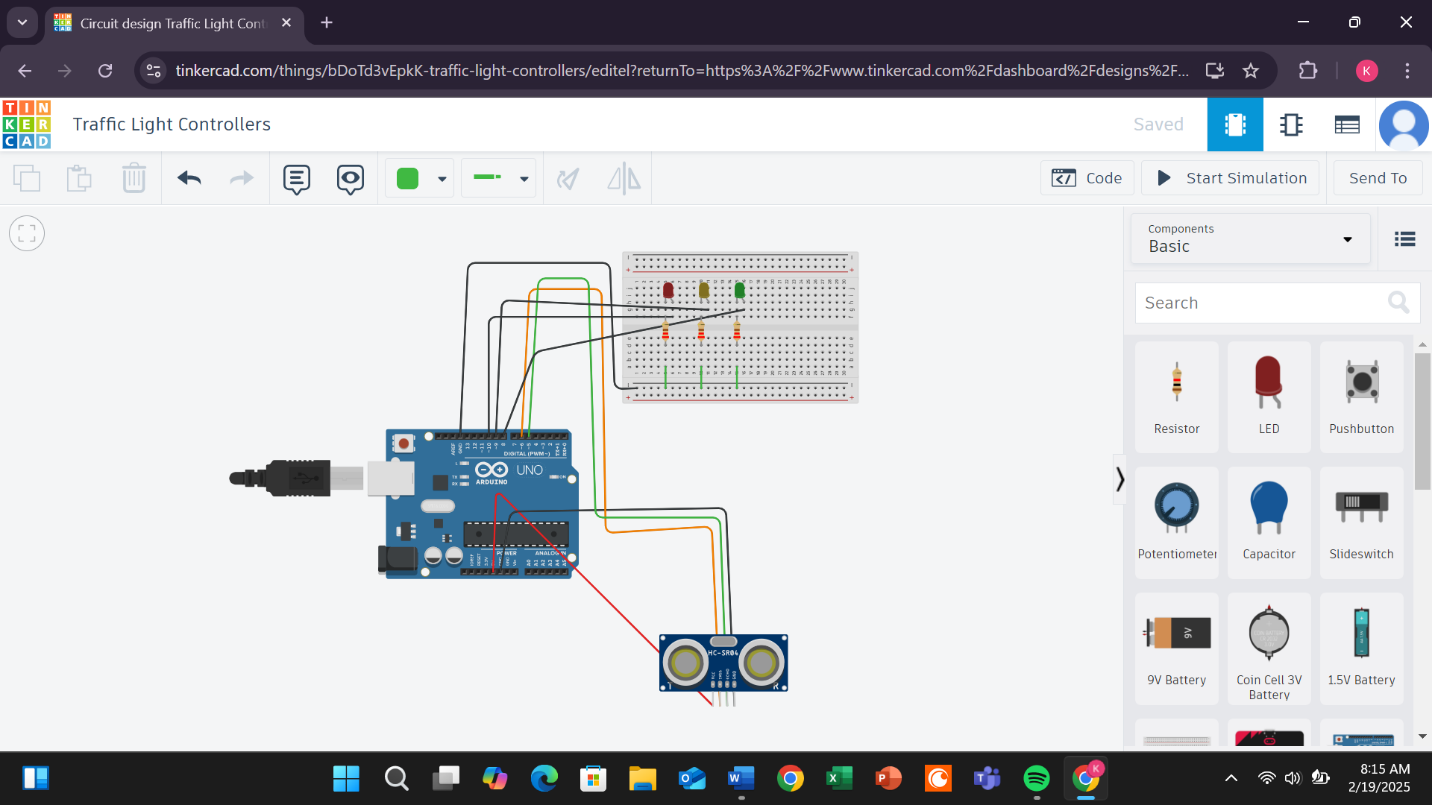 Circuit design Traffic Light Cont
tinkercad.com/things/bDoTd3vEpkK-traffic-light-controllers/editel?returnTo=https%3A%2F%2Fwww.tinkercad.com%2Fdashboard%2Fdesigns%2F...
K
TIN
KER
CAD
Traffic Light Controllers
Saved
Code
Start Simulation
Send To
Components
Basic
Search
Resistor
LED
Pushbutton
Potentiometer
Capacitor
Slideswitch
9V
9V Battery
Coin Cell 3V
Battery
1.5V Battery
DIGITAL (PWM~)
UNO
ARDUINO
POWER
ANALOG IN
HC-SR04
T
R
K
8:15 AM
2/19/2025